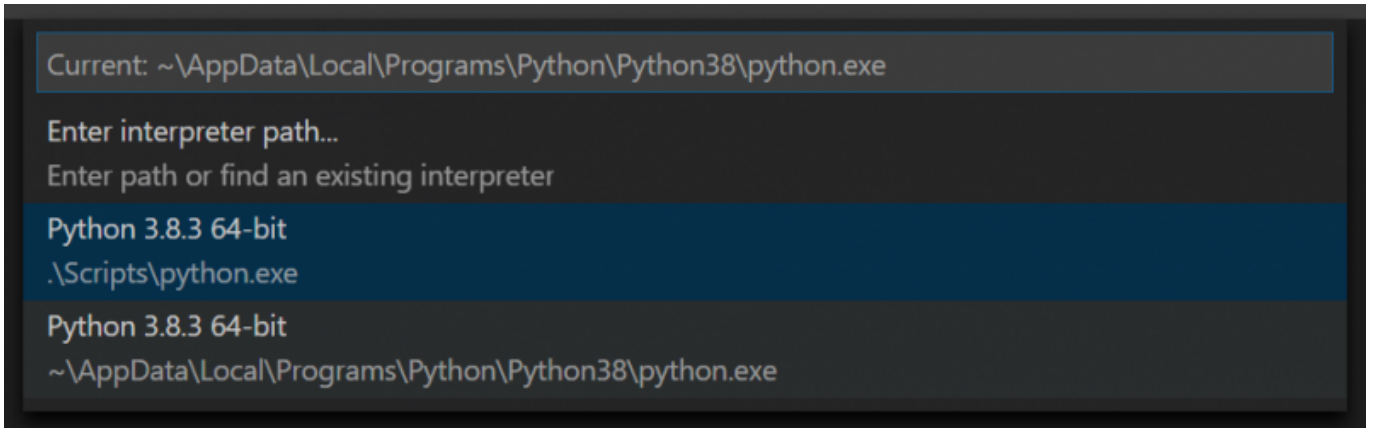 Current: ~\AppData\Local\Programs\Python\Python38\python.exe
Enter interpreter path...
Enter path or find an existing interpreter
Python 3.8.3 64-bit
.\Scripts\python.exe
Python 3.8.3 64-bit
~\AppData\Local\Programs\Python\Python38\python.exe